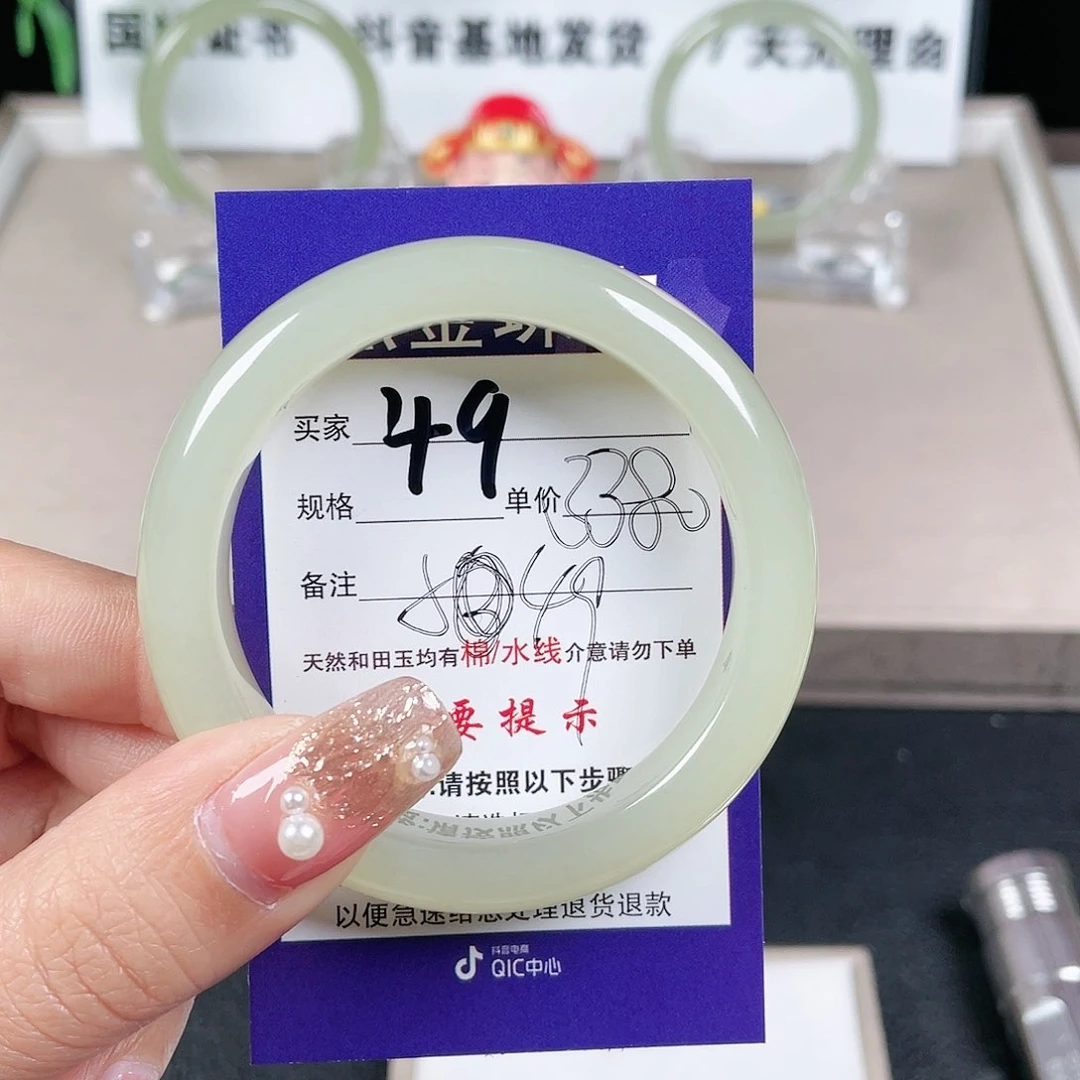 抖音基地发货
买家 49
规格 单价 3380
备注
天然和田玉均有棉/水线介意请勿下单
要提示
请按照以下步骤
以便急速给您处理退货退款
抖音电商
QIC中心